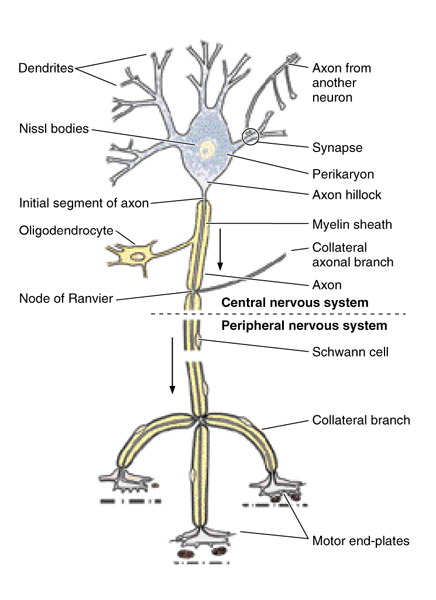 Dendrites
Axon from
another
neuron
Nissl bodies
Synapse
Perikaryon
Axon hillock
Initial segment of axon
Myelin sheath
Oligodendrocyte
Collateral
axonal branch
Axon
Node of Ranvier
Central nervous system
Peripheral nervous system
Schwann cell
Collateral branch
Motor end-plates